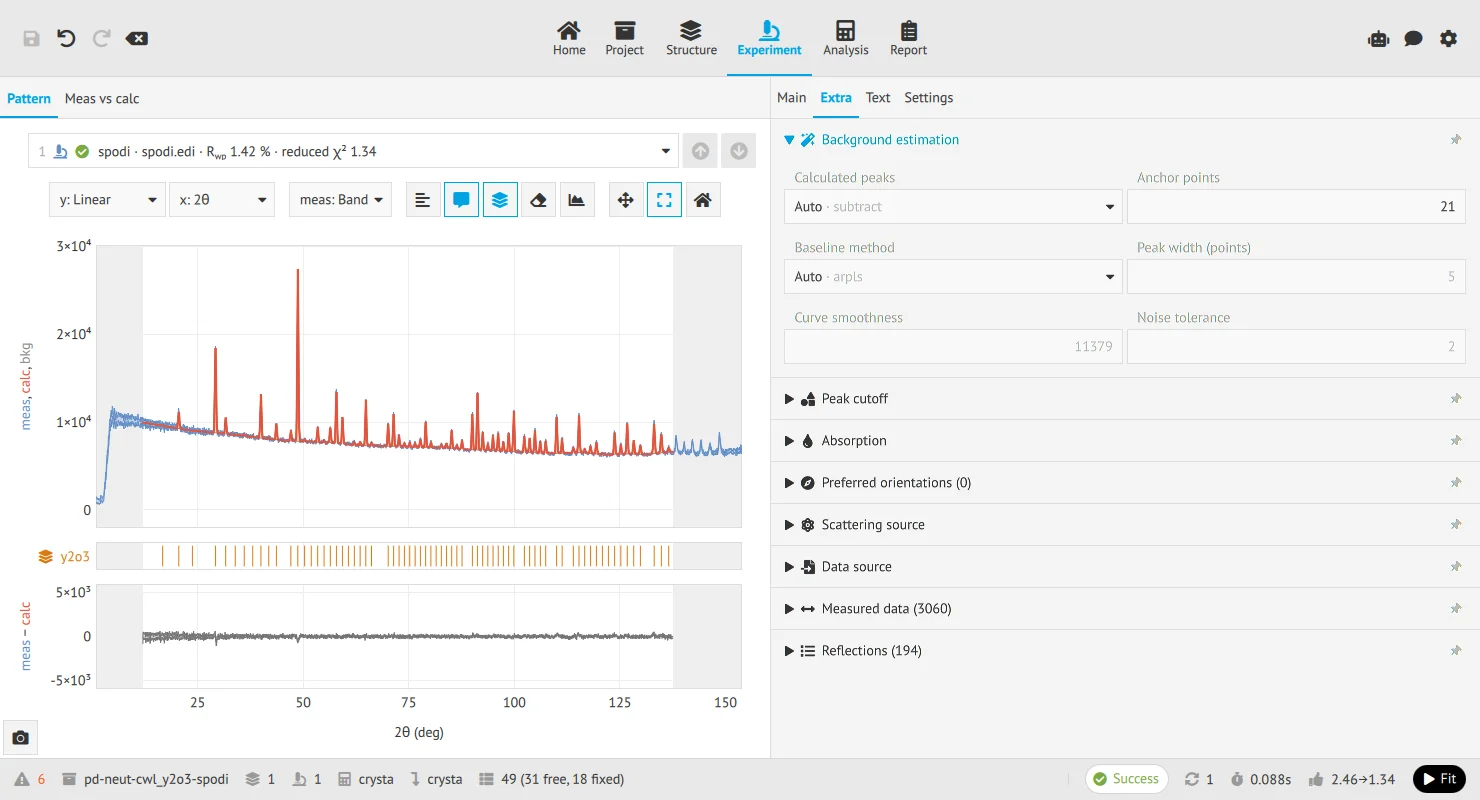 Home Project Structure Experiment Analysis Report
Pattern Meas vs calc
Main Extra Text Settings
1 spodi · spodi.edi · Rwp 1.42 % · reduced χ² 1.34
y: Linear x: 2θ meas: Band
3×10⁴
2×10⁴
1×10⁴
0
meas, calc, bkg
y2o3
5×10³
0
-5×10³
meas − calc
25 50 75 100 125 150
2θ (deg)
Background estimation
Calculated peaks Anchor points
Auto · subtract 21
Baseline method Peak width (points)
Auto · arpls 5
Curve smoothness Noise tolerance
11379 2
Peak cutoff
Absorption
Preferred orientations (0)
Scattering source
Data source
Measured data (3060)
Reflections (194)
6 pd-neut-cwl_y2o3-spodi 1 1 crysta crysta 49 (31 free, 18 fixed) Success 1 0.088s 2.46→1.34 Fit